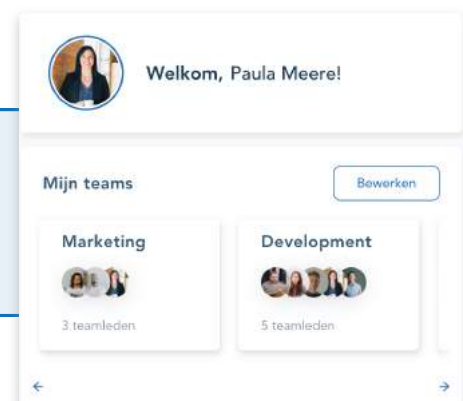 Welkom, Paula Meere!
Mijn teams
Bewerken
Marketing
Development
3 teamleden
5 teamleden